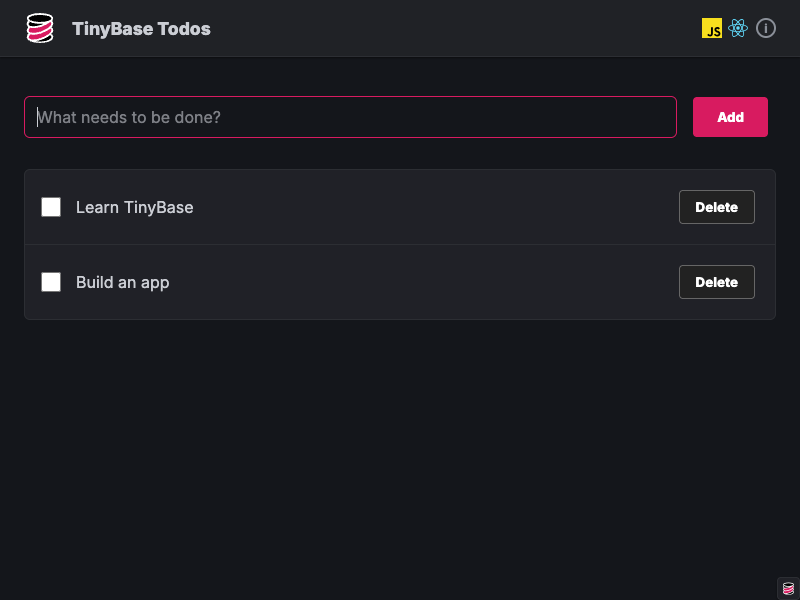 TinyBase Todos
JS
What needs to be done?
Add
Learn TinyBase
Delete
Build an app
Delete